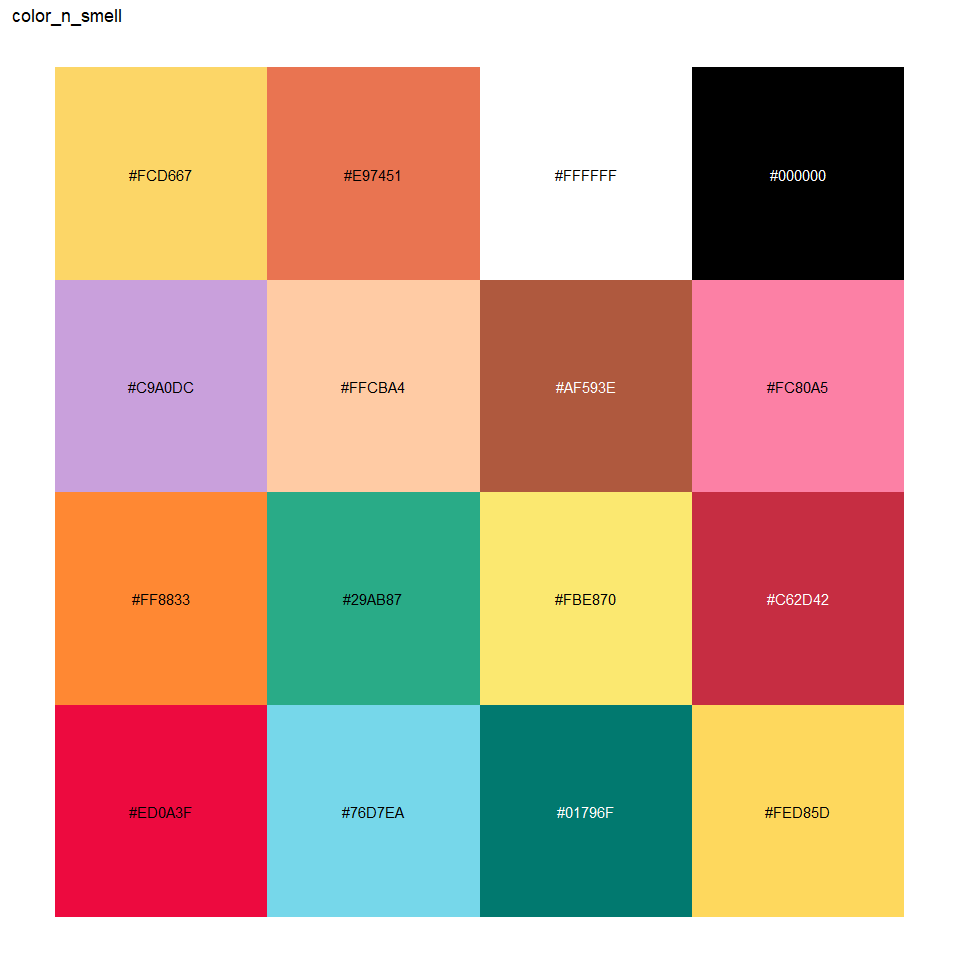 color_n_smell
#FCD667 #E97451 #FFFFFF #000000
#C9A0DC #FFCBA4 #AF593E #FC80A5
#FF8833 #29AB87 #FBE870 #C62D42
#ED0A3F #76D7EA #01796F #FED85D